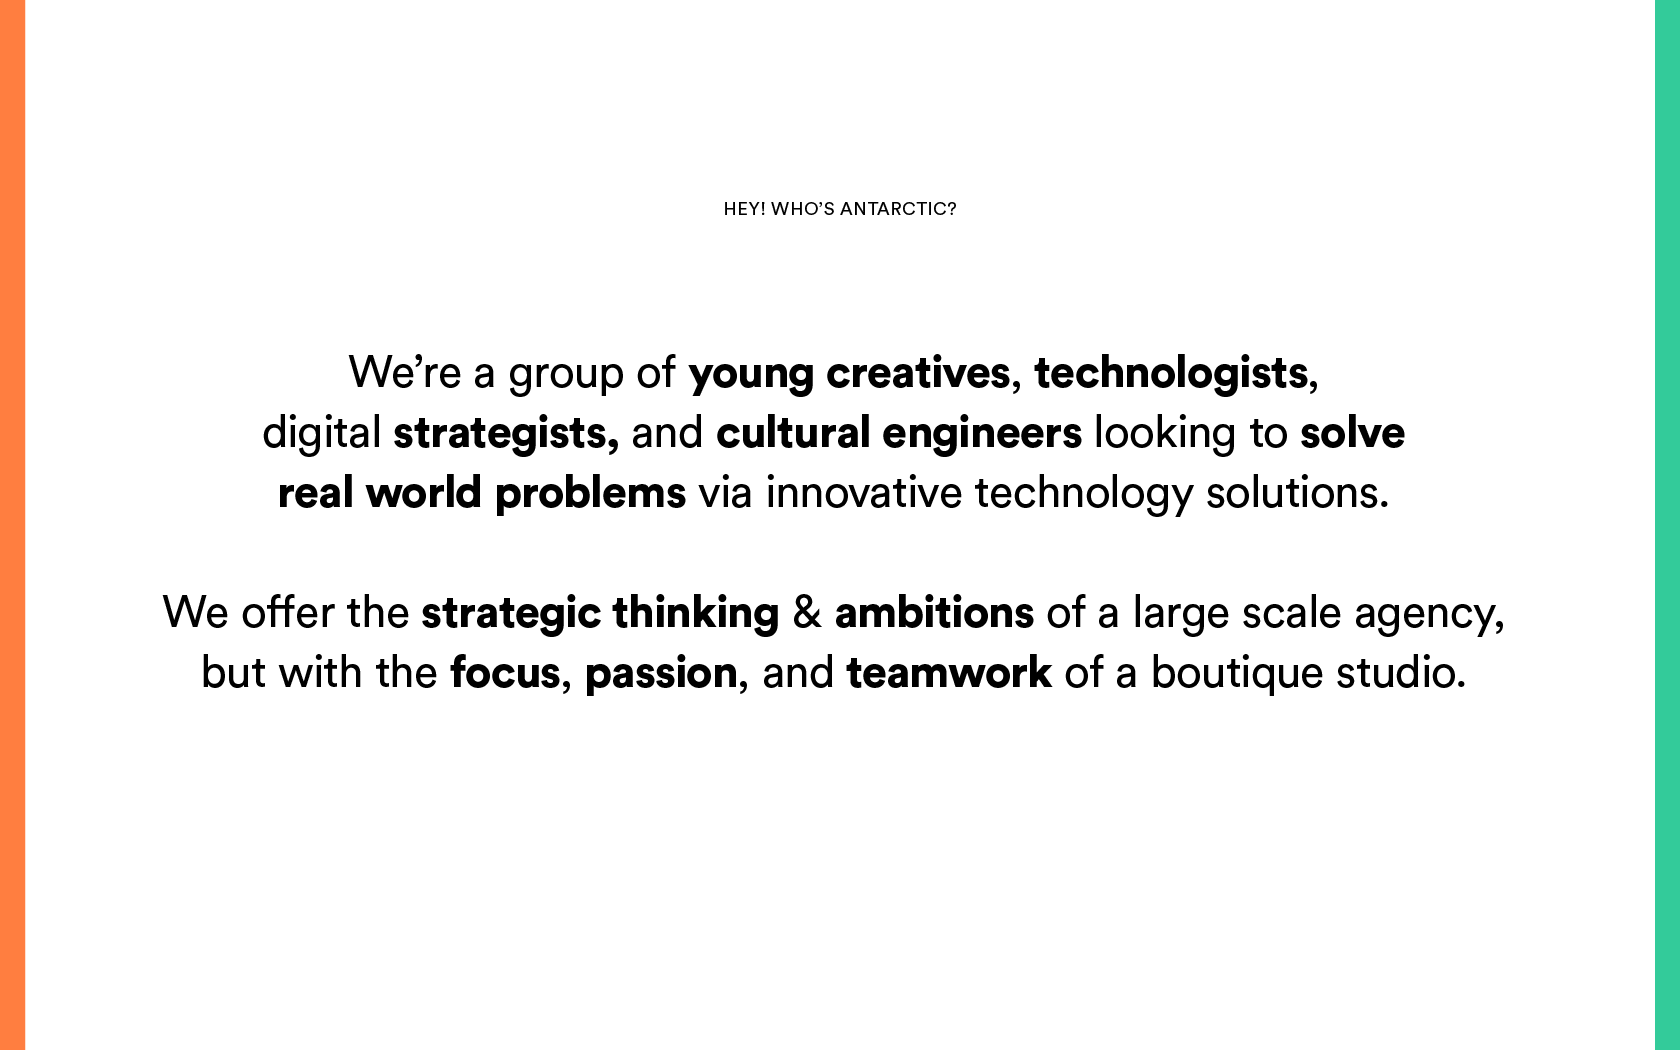 HEY! WHO’S ANTARCTIC?
We’re a group of young creatives, technologists,
digital strategists, and cultural engineers looking to solve
real world problems via innovative technology solutions.
We offer the strategic thinking & ambitions of a large scale agency,
but with the focus, passion, and teamwork of a boutique studio.